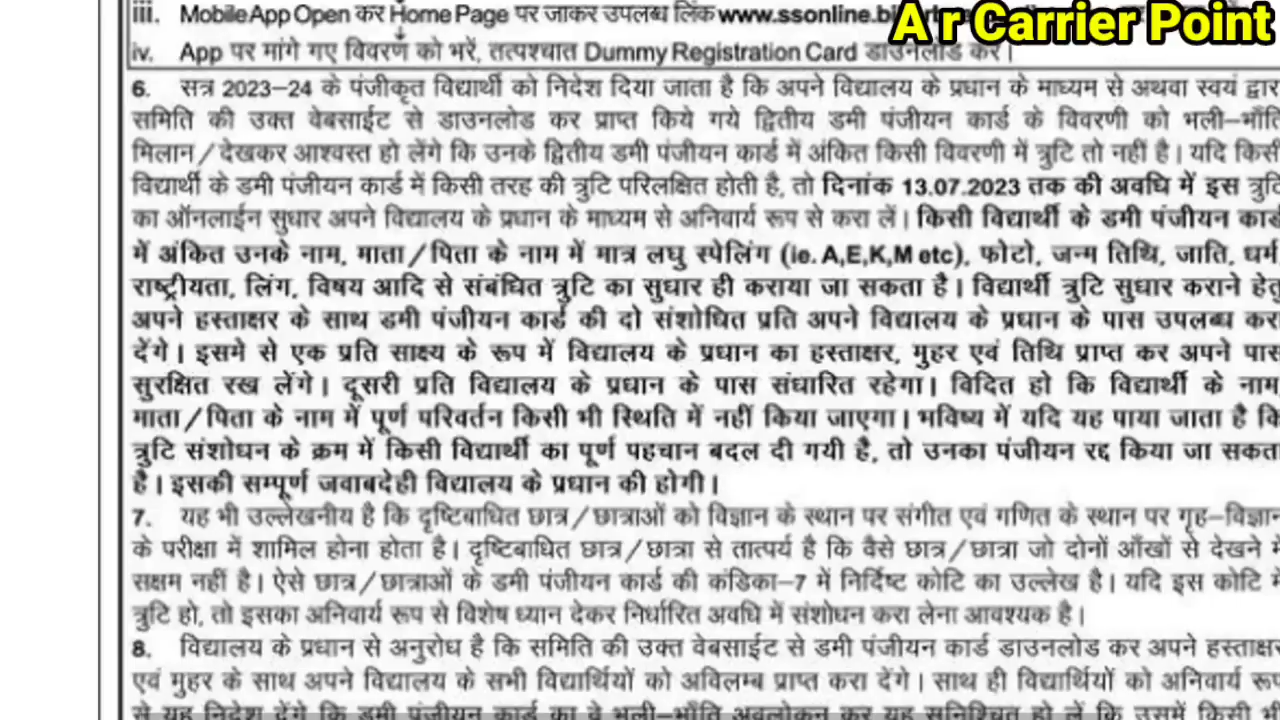 iii. Mobile App Open कर Home Page पर जाकर उपलब्ध लिंक www.ssonline.bi
A r Carrier Point
iv. App पर मांगे गए विवरण को भरें, तत्पश्चात Dummy Registration Card डाउनलोड करें।
6. सत्र 2023–24 के पंजीकृत विद्यार्थी को निदेश दिया जाता है कि अपने विद्यालय के प्रधान के माध्यम से अथवा स्वयं द्वार
समिति की उक्त वेबसाईट से डाउनलोड कर प्राप्त किये गये द्वितीय डमी पंजीयन कार्ड के विवरणी को भली–भाँति
मिलान/देखकर आश्वस्त हो लेंगे कि उनके द्वितीय डमी पंजीयन कार्ड में अंकित किसी विवरणी में त्रुटि तो नहीं है। यदि किसी
विद्यार्थी के डमी पंजीयन कार्ड में किसी तरह की त्रुटि परिलक्षित होती है, तो दिनांक 13.07.2023 तक की अवधि में इस त्रुटि
का ऑनलाईन सुधार अपने विद्यालय के प्रधान के माध्यम से अनिवार्य रूप से करा लें। किसी विद्यार्थी के डमी पंजीयन कार्ड
में अंकित उनके नाम, माता/पिता के नाम में मात्र लघु स्पेलिंग (ie. A,E,K,M etc), फोटो, जन्म तिथि, जाति, धर्म,
राष्ट्रीयता, लिंग, विषय आदि से संबंधित त्रुटि का सुधार ही कराया जा सकता है। विद्यार्थी त्रुटि सुधार कराने हेतु
अपने हस्ताक्षर के साथ डमी पंजीयन कार्ड की दो संशोधित प्रति अपने विद्यालय के प्रधान के पास उपलब्ध करा
देंगे। इसमे से एक प्रति साक्ष्य के रूप में विद्यालय के प्रधान का हस्ताक्षर, मुहर एवं तिथि प्राप्त कर अपने पास
सुरक्षित रख लेंगे। दूसरी प्रति विद्यालय के प्रधान के पास संधारित रहेगा। विदित हो कि विद्यार्थी के नाम
माता/पिता के नाम में पूर्ण परिवर्तन किसी भी स्थिति में नहीं किया जाएगा। भविष्य में यदि यह पाया जाता है कि
त्रुटि संशोधन के क्रम में किसी विद्यार्थी का पूर्ण पहचान बदल दी गयी है, तो उनका पंजीयन रद्द किया जा सकता
है। इसकी सम्पूर्ण जवाबदेही विद्यालय के प्रधान की होगी।
7. यह भी उल्लेखनीय है कि दृष्टिबाधित छात्र/छात्राओं को विज्ञान के स्थान पर संगीत एवं गणित के स्थान पर गृह–विज्ञान
के परीक्षा में शामिल होना होता है। दृष्टिबाधित छात्र/छात्रा से तात्पर्य है कि वैसे छात्र/छात्रा जो दोनों आँखों से देखने में
सक्षम नहीं है। ऐसे छात्र/छात्राओं के डमी पंजीयन कार्ड की कंडिका–7 में निर्दिष्ट कोटि का उल्लेख है। यदि इस कोटि में
त्रुटि हो, तो इसका अनिवार्य रूप से विशेष ध्यान देकर निर्धारित अवधि में संशोधन करा लेना आवश्यक है।
8. विद्यालय के प्रधान से अनुरोध है कि समिति की उक्त वेबसाईट से डमी पंजीयन कार्ड डाउनलोड कर अपने हस्ताक्षर
एवं मुहर के साथ अपने विद्यालय के सभी विद्यार्थियों को अविलम्ब प्राप्त करा देंगे। साथ ही विद्यार्थियों को अनिवार्य रूप
से यह निदेश देंगे कि डमी पंजीयन कार्ड का वे भली–भाँति अवलोकन कर यह सुनिश्चित हो लें कि उसमें किसी भी